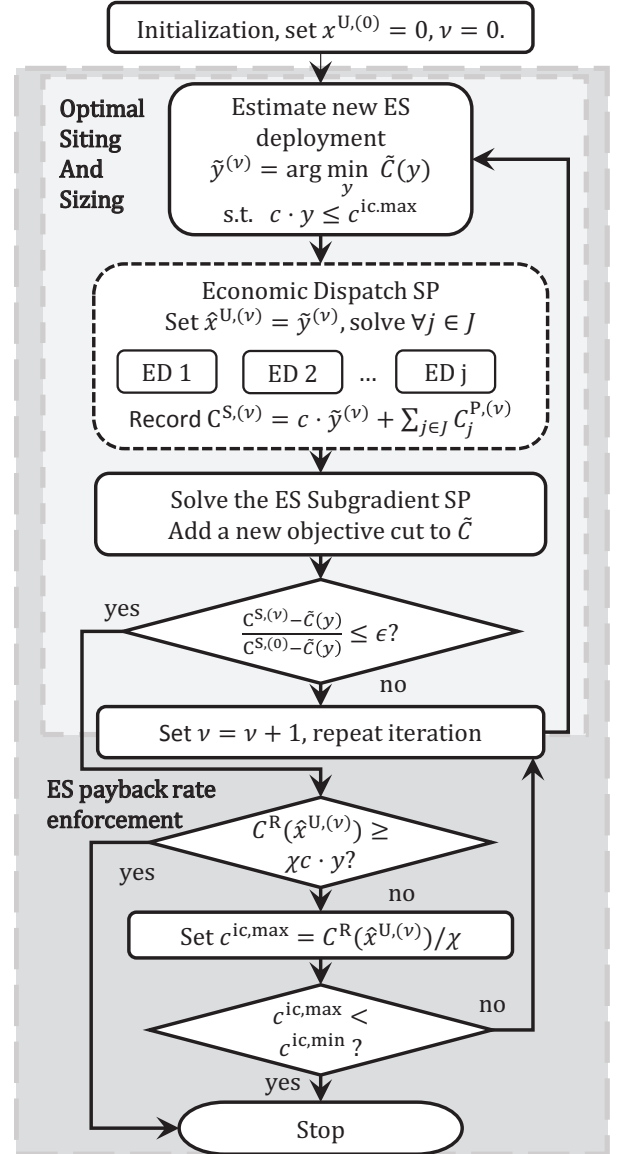 Initialization, set x^{U,(0)} = 0, ν = 0.
Optimal
Siting
And
Sizing
Estimate new ES
deployment
ỹ^{(ν)} = arg min_y C̃(y)
s.t. c · y ≤ c^{ic.max}
Economic Dispatch SP
Set x̂^{U,(ν)} = ỹ^{(ν)}, solve ∀j ∈ J
ED 1 ED 2 ... ED j
Record C^{S,(ν)} = c · ỹ^{(ν)} + ∑_{j∈J} C_j^{P,(ν)}
Solve the ES Subgradient SP
Add a new objective cut to C̃
yes
(C^{S,(ν)} − C̃(y)) / (C^{S,(0)} − C̃(y)) ≤ ϵ?
no
Set ν = ν + 1, repeat iteration
ES payback rate
enforcement
C^R(x̂^{U,(ν)}) ≥
χc · y?
yes
no
Set c^{ic,max} = C^R(x̂^{U,(ν)})/χ
c^{ic,max} <
c^{ic,min} ?
no
yes
Stop